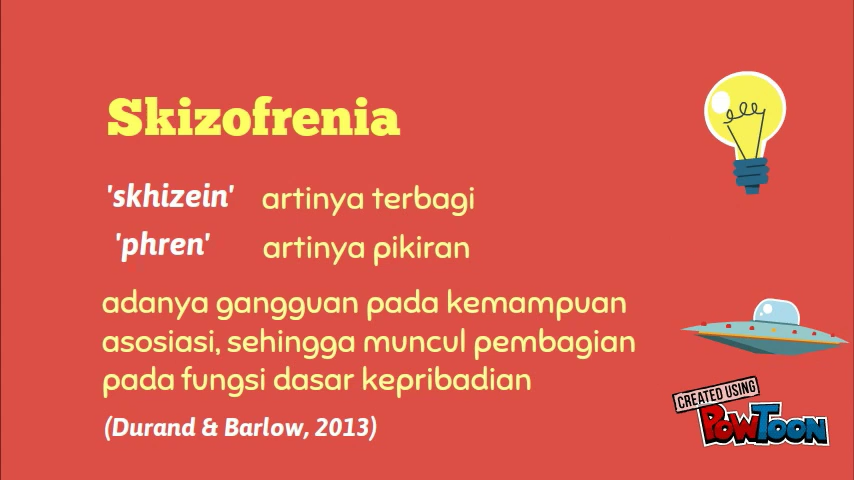 Skizofrenia
'skhizein' artinya terbagi
'phren' artinya pikiran
adanya gangguan pada kemampuan
asosiasi, sehingga muncul pembagian
pada fungsi dasar kepribadian
(Durand & Barlow, 2013)
CREATED USING
POWTOON